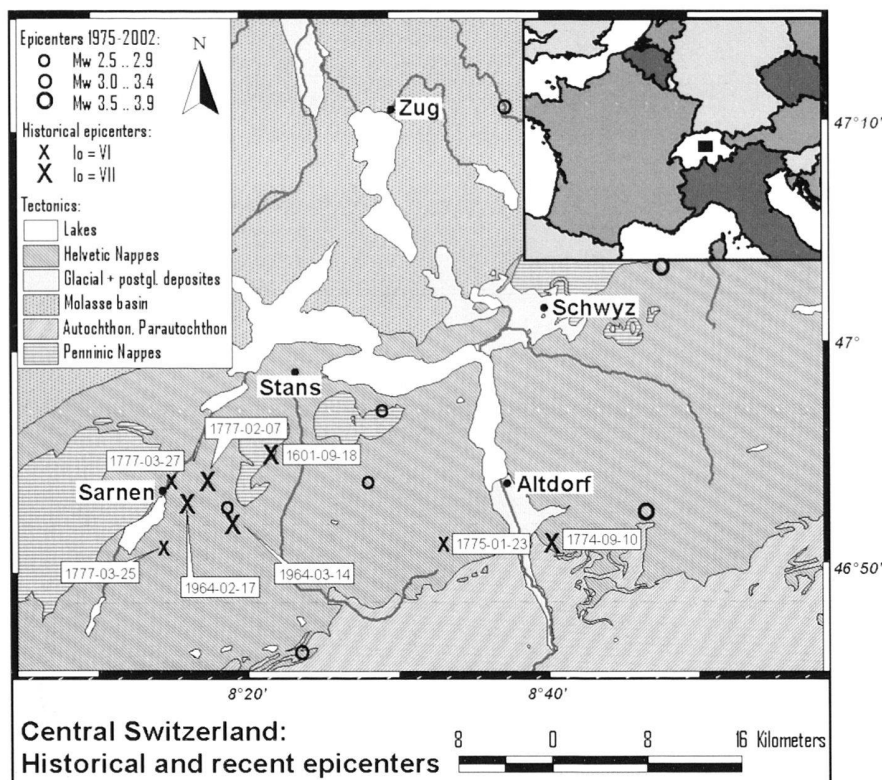 Epicenters 1975-2002:
Mw 2.5 .. 2.9
Mw 3.0 .. 3.4
Mw 3.5 .. 3.9
Historical epicenters:
X Io = VI
X Io = VII
Tectonics:
Lakes
Helvetic Nappes
Glacial + postgl. deposites
Molasse basin
Autochthon. Parautochthon
Penninic Nappes
N
Zug
47°10'
Schwyz
47°
Stans
1777-02-07
1777-03-27
1601-09-18
Sarnen
Altdorf
1775-01-23
1774-09-10
1777-03-25
1964-02-17
1964-03-14
46°50'
8°20'
8°40'
Central Switzerland:
Historical and recent epicenters
8 0 8 16 Kilometers